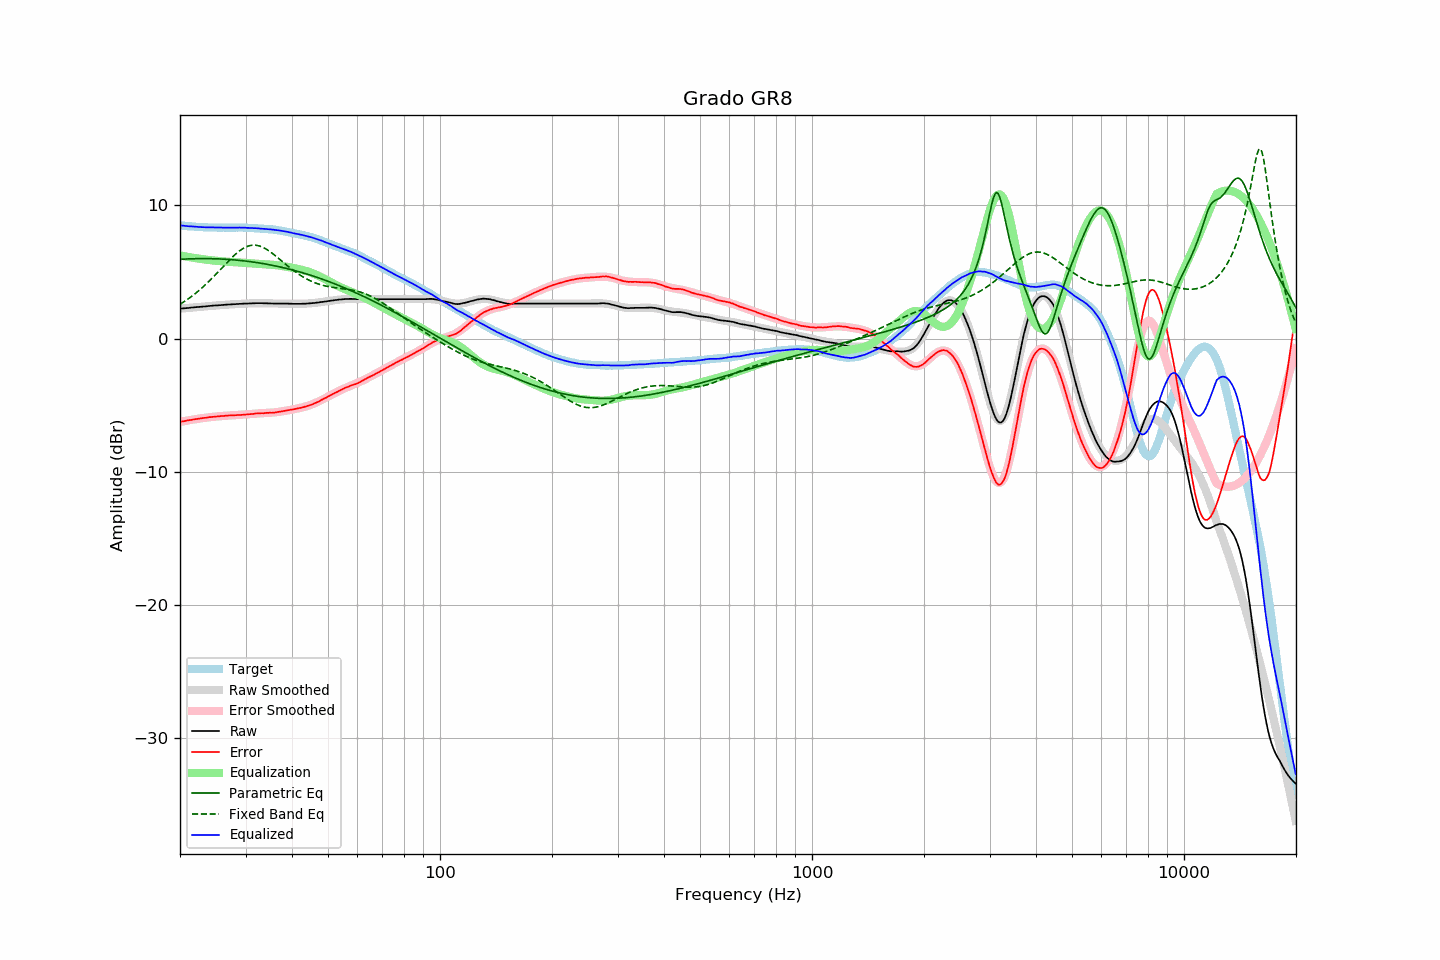 Grado GR8
10
0
−10
−20
−30
Amplitude (dBr)
100
1000
10000
Frequency (Hz)
Target
Raw Smoothed
Error Smoothed
Raw
Error
Equalization
Parametric Eq
Fixed Band Eq
Equalized